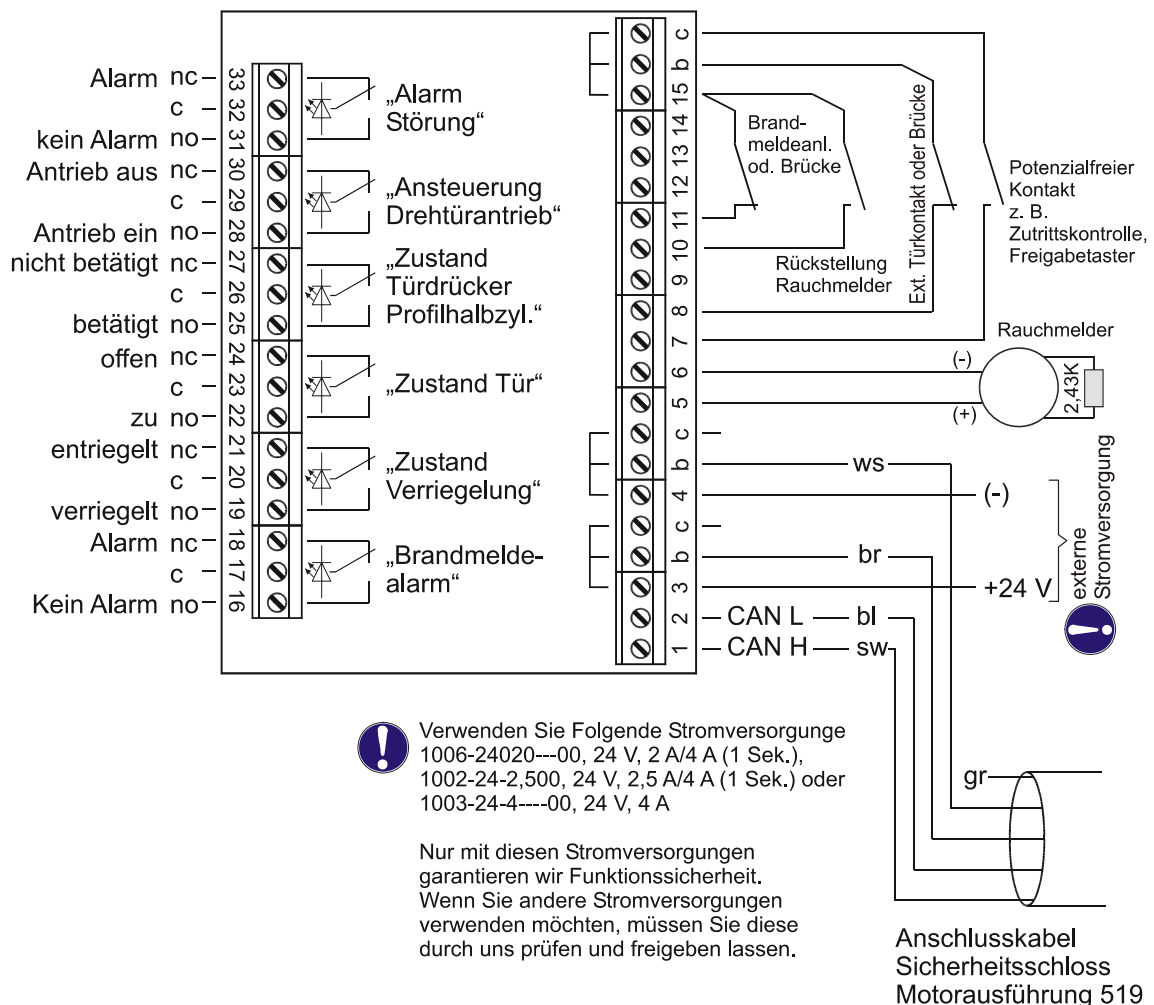 Alarm nc 33
c 32
kein Alarm no 31
„Alarm
Störung“
Antrieb aus nc 30
c 29
Antrieb ein no 28
„Ansteuerung
Drehtürantrieb“
nicht betätigt nc 27
c 26
betätigt no 25
„Zustand
Türdrücker
Profilhalbzyl.“
offen nc 24
c 23
zu no 22
„Zustand Tür“
entriegelt nc 21
c 20
verriegelt no 19
„Zustand
Verriegelung“
Alarm nc 18
c 17
Kein Alarm no 16
„Brandmelde-
alarm“
c
b
15
14
13
12
11
10
9
8
7
6
5
c
b
4
c
b
3
2
1
Brand-
meldeanl.
od. Brücke
Rückstellung
Rauchmelder
Ext. Türkontakt oder Brücke
Potenzialfreier
Kontakt
z. B.
Zutrittskontrolle,
Freigabetaster
Rauchmelder
(-)
(+)
2,43K
ws
(-)
br
+24 V
externe
Stromversorgung
CAN L bl
CAN H sw
gr
Verwenden Sie Folgende Stromversorgunge
1006-24020---00, 24 V, 2 A/4 A (1 Sek.),
1002-24-2,500, 24 V, 2,5 A/4 A (1 Sek.) oder
1003-24-4----00, 24 V, 4 A
Nur mit diesen Stromversorgungen
garantieren wir Funktionssicherheit.
Wenn Sie andere Stromversorgungen
verwenden möchten, müssen Sie diese
durch uns prüfen und freigeben lassen.
Anschlusskabel
Sicherheitsschloss
Motorausführung 519